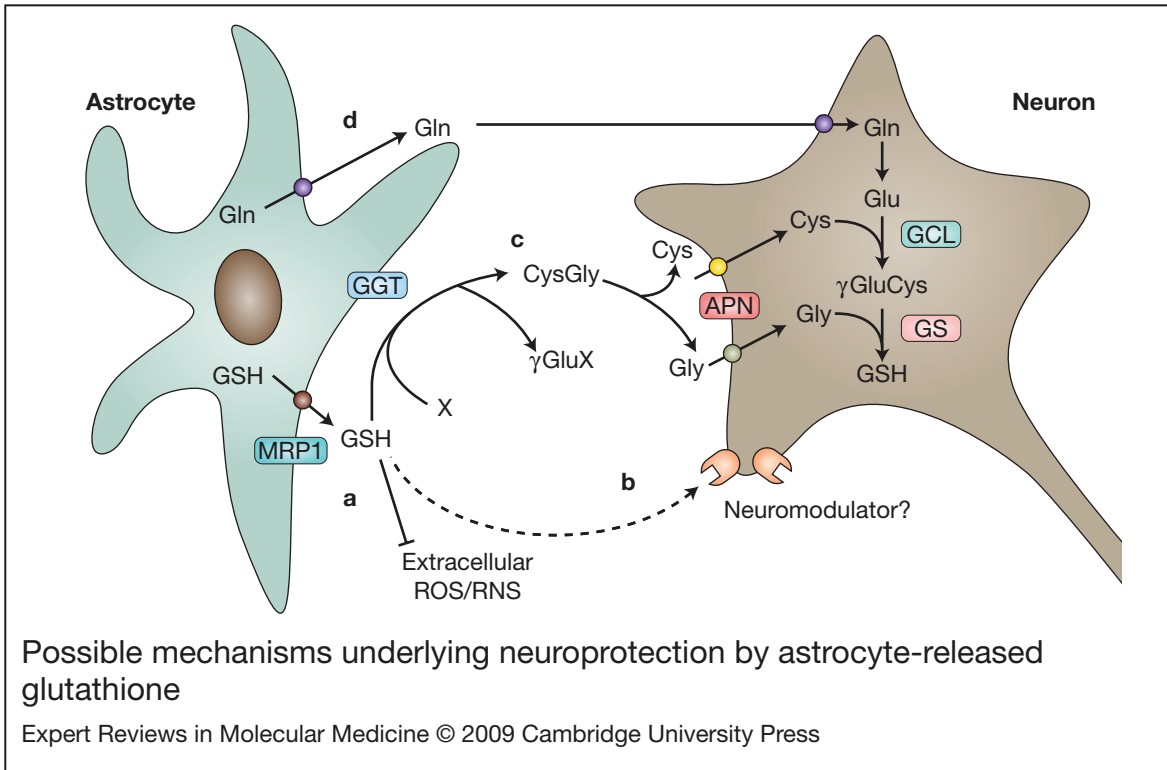 Astrocyte
Neuron
d
Gln
Gln
Gln
Glu
Cys
GCL
c
Cys
GGT
CysGly
γGluCys
APN
Gly
GS
γGluX
Gly
GSH
GSH
X
GSH
MRP1
a
b
Neuromodulator?
Extracellular
ROS/RNS
Possible mechanisms underlying neuroprotection by astrocyte-released
glutathione
Expert Reviews in Molecular Medicine © 2009 Cambridge University Press